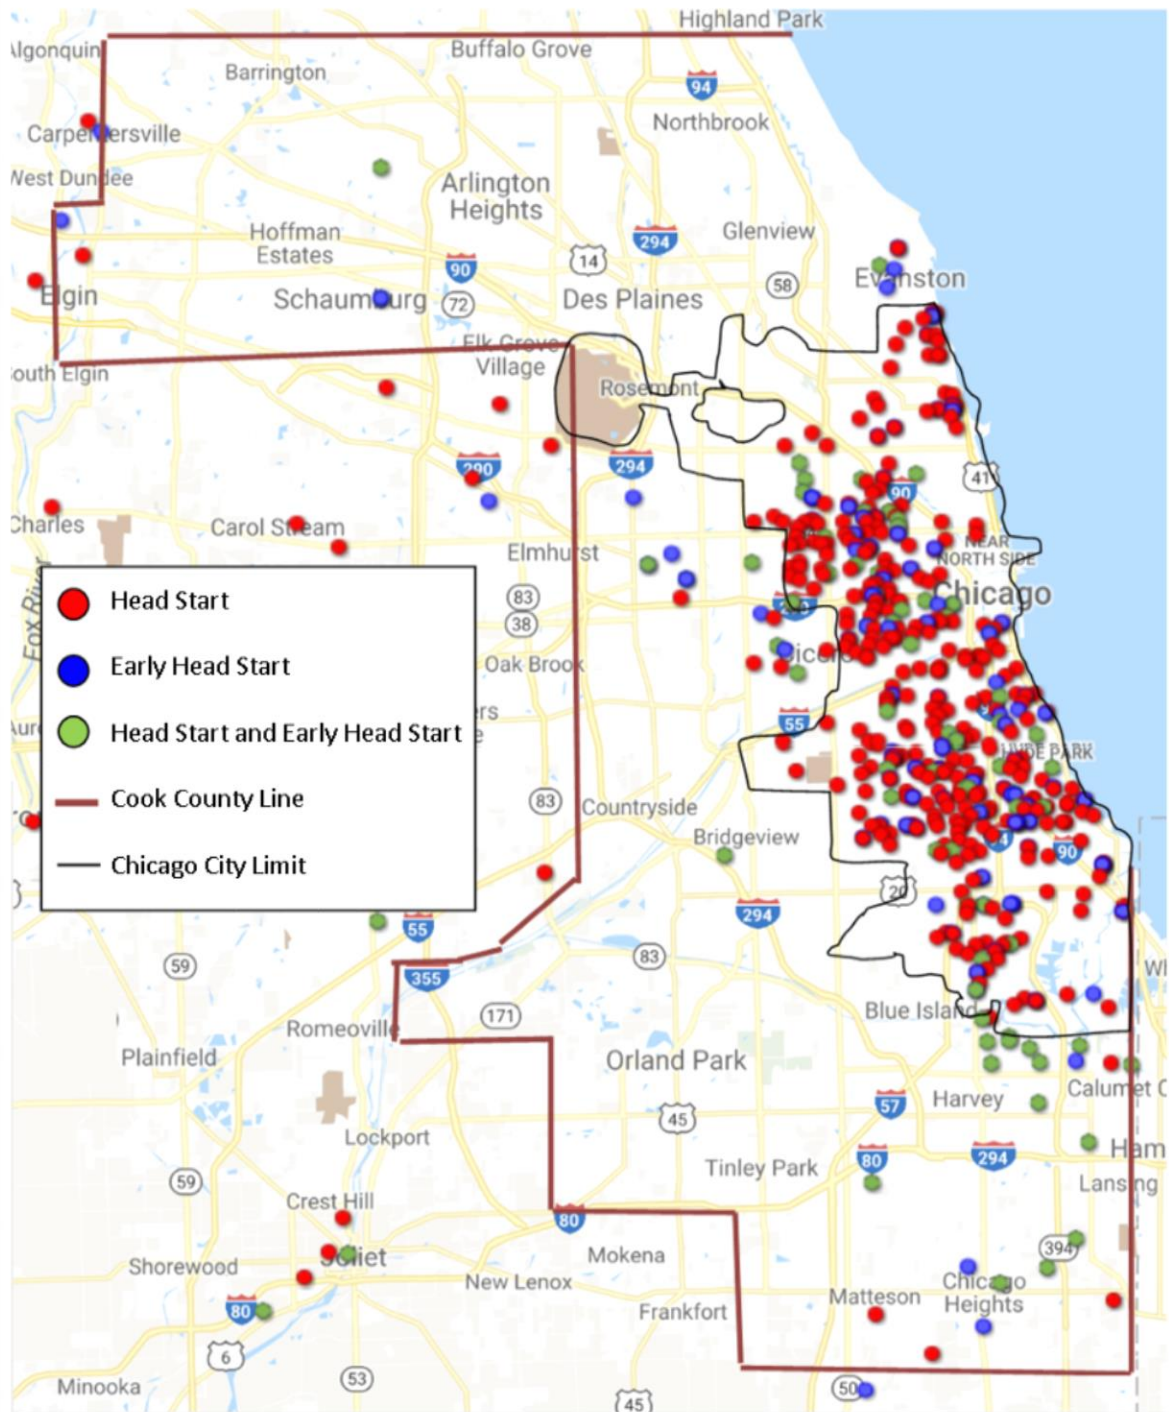 Highland Park
Algonquin
Buffalo Grove
Barrington
94
Northbrook
Carpentersville
West Dundee
Arlington
Heights
Hoffman
Estates
294
Glenview
14
90
Evanston
58
Elgin
Schaumburg
72
Des Plaines
Elk Grove
Village
South Elgin
Rosemont
290
294
41
90
Charles
Carol Stream
Elmhurst
NEAR
NORTH SIDE
Chicago
83
38
Fox River
Oak Brook
Cicero
55
HYDE PARK
Head Start
Early Head Start
Head Start and Early Head Start
Cook County Line
Chicago City Limit
83
Countryside
Bridgeview
90
20
294
55
59
83
355
171
Blue Island
Romeoville
Plainfield
Orland Park
Calumet C
57
Harvey
45
Lockport
Ham
80
294
Tinley Park
59
Lansing
Crest Hill
80
394
Joliet
Shorewood
Mokena
New Lenox
Chicago
Heights
Matteson
80
Frankfort
6
53
Minooka
50
45